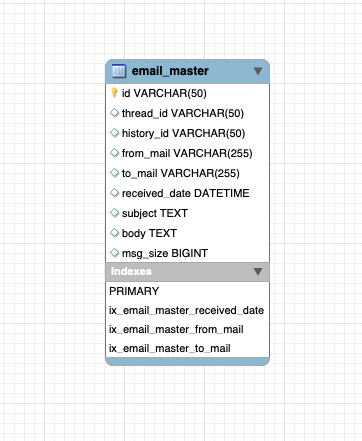 email_master
id VARCHAR(50)
thread_id VARCHAR(50)
history_id VARCHAR(50)
from_mail VARCHAR(255)
to_mail VARCHAR(255)
received_date DATETIME
subject TEXT
body TEXT
msg_size BIGINT
Indexes
PRIMARY
ix_email_master_received_date
ix_email_master_from_mail
ix_email_master_to_mail